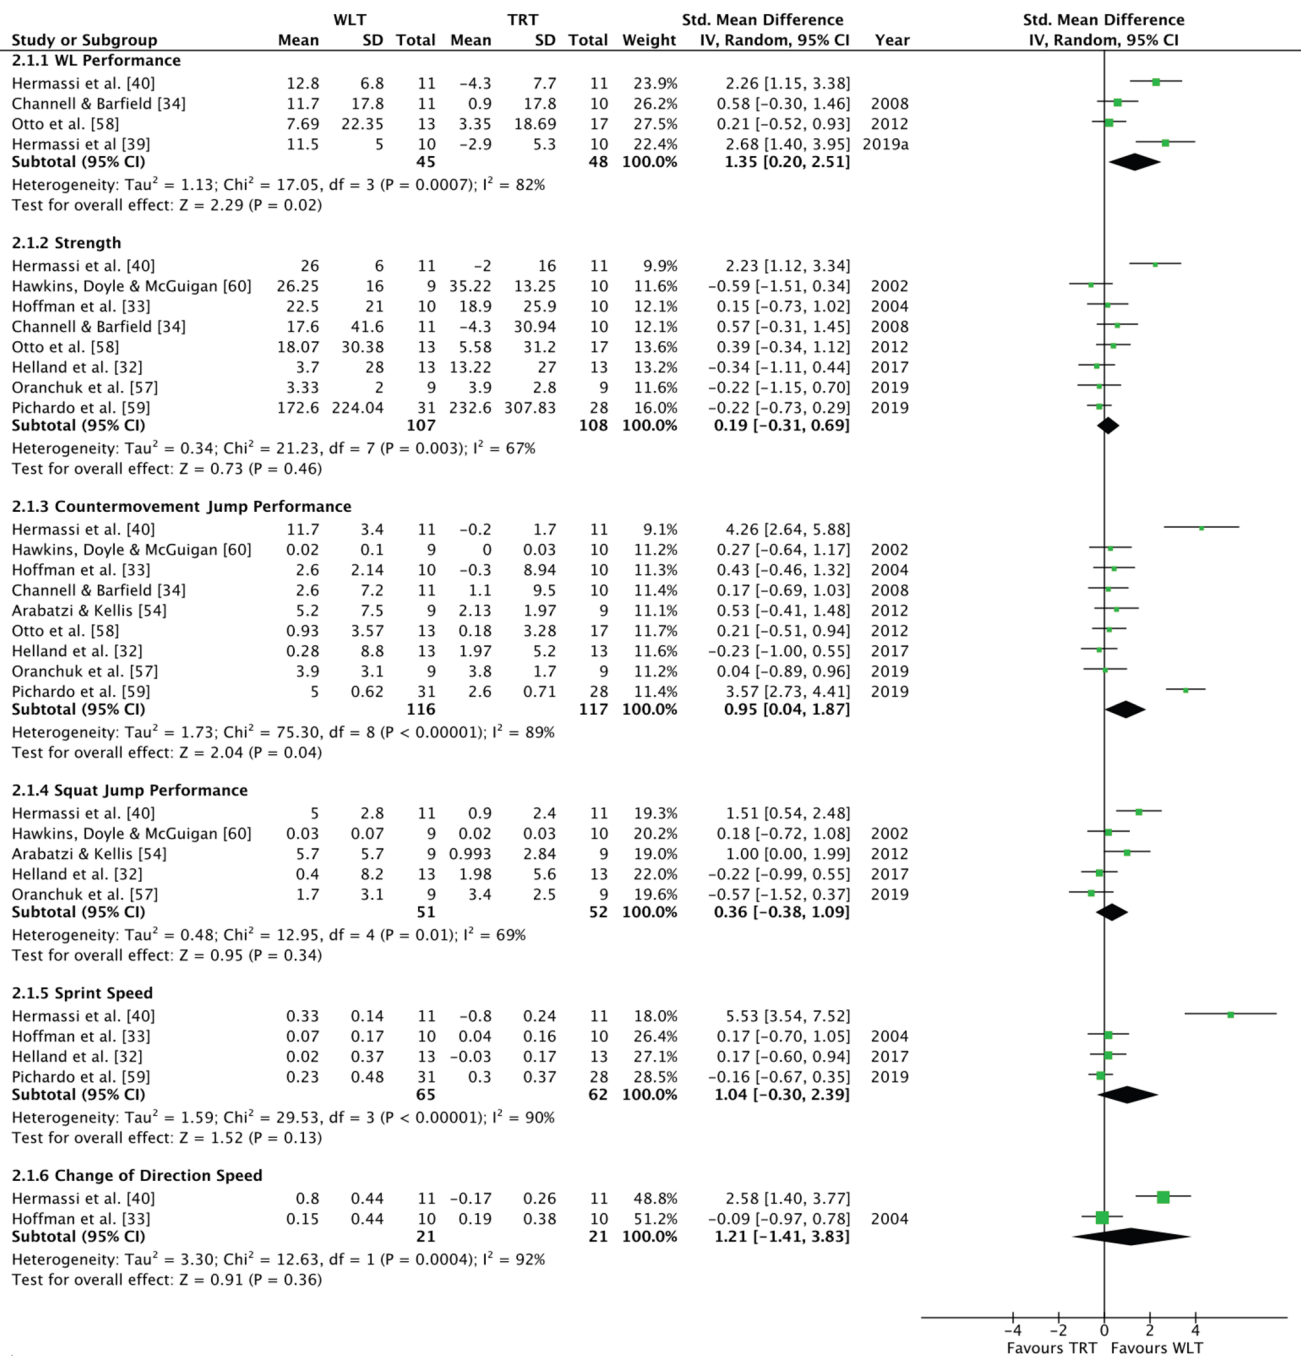 WLT TRT Std. Mean Difference Std. Mean Difference
Study or Subgroup Mean SD Total Mean SD Total Weight IV, Random, 95% CI Year IV, Random, 95% CI
2.1.1 WL Performance
Hermassi et al. [40] 12.8 6.8 11 −4.3 7.7 11 23.9% 2.26 [1.15, 3.38]
Channell & Barfield [34] 11.7 17.8 11 0.9 17.8 10 26.2% 0.58 [−0.30, 1.46] 2008
Otto et al. [58] 7.69 22.35 13 3.35 18.69 17 27.5% 0.21 [−0.52, 0.93] 2012
Hermassi et al [39] 11.5 5 10 −2.9 5.3 10 22.4% 2.68 [1.40, 3.95] 2019a
Subtotal (95% CI) 45 48 100.0% 1.35 [0.20, 2.51]
Heterogeneity: Tau² = 1.13; Chi² = 17.05, df = 3 (P = 0.0007); I² = 82%
Test for overall effect: Z = 2.29 (P = 0.02)
2.1.2 Strength
Hermassi et al. [40] 26 6 11 −2 16 11 9.9% 2.23 [1.12, 3.34]
Hawkins, Doyle & McGuigan [60] 26.25 16 9 35.22 13.25 10 11.6% −0.59 [−1.51, 0.34] 2002
Hoffman et al. [33] 22.5 21 10 18.9 25.9 10 12.1% 0.15 [−0.73, 1.02] 2004
Channell & Barfield [34] 17.6 41.6 11 −4.3 30.94 10 12.1% 0.57 [−0.31, 1.45] 2008
Otto et al. [58] 18.07 30.38 13 5.58 31.2 17 13.6% 0.39 [−0.34, 1.12] 2012
Helland et al. [32] 3.7 28 13 13.22 27 13 13.2% −0.34 [−1.11, 0.44] 2017
Oranchuk et al. [57] 3.33 2 9 3.9 2.8 9 11.6% −0.22 [−1.15, 0.70] 2019
Pichardo et al. [59] 172.6 224.04 31 232.6 307.83 28 16.0% −0.22 [−0.73, 0.29] 2019
Subtotal (95% CI) 107 108 100.0% 0.19 [−0.31, 0.69]
Heterogeneity: Tau² = 0.34; Chi² = 21.23, df = 7 (P = 0.003); I² = 67%
Test for overall effect: Z = 0.73 (P = 0.46)
2.1.3 Countermovement Jump Performance
Hermassi et al. [40] 11.7 3.4 11 −0.2 1.7 11 9.1% 4.26 [2.64, 5.88]
Hawkins, Doyle & McGuigan [60] 0.02 0.1 9 0 0.03 10 11.2% 0.27 [−0.64, 1.17] 2002
Hoffman et al. [33] 2.6 2.14 10 −0.3 8.94 10 11.3% 0.43 [−0.46, 1.32] 2004
Channell & Barfield [34] 2.6 7.2 11 1.1 9.5 10 11.4% 0.17 [−0.69, 1.03] 2008
Arabatzi & Kellis [54] 5.2 7.5 9 2.13 1.97 9 11.1% 0.53 [−0.41, 1.48] 2012
Otto et al. [58] 0.93 3.57 13 0.18 3.28 17 11.7% 0.21 [−0.51, 0.94] 2012
Helland et al. [32] 0.28 8.8 13 1.97 5.2 13 11.6% −0.23 [−1.00, 0.55] 2017
Oranchuk et al. [57] 3.9 3.1 9 3.8 1.7 9 11.2% 0.04 [−0.89, 0.96] 2019
Pichardo et al. [59] 5 0.62 31 2.6 0.71 28 11.4% 3.57 [2.73, 4.41] 2019
Subtotal (95% CI) 116 117 100.0% 0.95 [0.04, 1.87]
Heterogeneity: Tau² = 1.73; Chi² = 75.30, df = 8 (P < 0.00001); I² = 89%
Test for overall effect: Z = 2.04 (P = 0.04)
2.1.4 Squat Jump Performance
Hermassi et al. [40] 5 2.8 11 0.9 2.4 11 19.3% 1.51 [0.54, 2.48]
Hawkins, Doyle & McGuigan [60] 0.03 0.07 9 0.02 0.03 10 20.2% 0.18 [−0.72, 1.08] 2002
Arabatzi & Kellis [54] 5.7 5.7 9 0.993 2.84 9 19.0% 1.00 [0.00, 1.99] 2012
Helland et al. [32] 0.4 8.2 13 1.98 5.6 13 22.0% −0.22 [−0.99, 0.55] 2017
Oranchuk et al. [57] 1.7 3.1 9 3.4 2.5 9 19.6% −0.57 [−1.52, 0.37] 2019
Subtotal (95% CI) 51 52 100.0% 0.36 [−0.38, 1.09]
Heterogeneity: Tau² = 0.48; Chi² = 12.95, df = 4 (P = 0.01); I² = 69%
Test for overall effect: Z = 0.95 (P = 0.34)
2.1.5 Sprint Speed
Hermassi et al. [40] 0.33 0.14 11 −0.8 0.24 11 18.0% 5.53 [3.54, 7.52]
Hoffman et al. [33] 0.07 0.17 10 0.04 0.16 10 26.4% 0.17 [−0.70, 1.05] 2004
Helland et al. [32] 0.02 0.37 13 −0.03 0.17 13 27.1% 0.17 [−0.60, 0.94] 2017
Pichardo et al. [59] 0.23 0.48 31 0.3 0.37 28 28.5% −0.16 [−0.67, 0.35] 2019
Subtotal (95% CI) 65 62 100.0% 1.04 [−0.30, 2.39]
Heterogeneity: Tau² = 1.59; Chi² = 29.53, df = 3 (P < 0.00001); I² = 90%
Test for overall effect: Z = 1.52 (P = 0.13)
2.1.6 Change of Direction Speed
Hermassi et al. [40] 0.8 0.44 11 −0.17 0.26 11 48.8% 2.58 [1.40, 3.77]
Hoffman et al. [33] 0.15 0.44 10 0.19 0.38 10 51.2% −0.09 [−0.97, 0.78] 2004
Subtotal (95% CI) 21 21 100.0% 1.21 [−1.41, 3.83]
Heterogeneity: Tau² = 3.30; Chi² = 12.63, df = 1 (P = 0.0004); I² = 92%
Test for overall effect: Z = 0.91 (P = 0.36)
−4 −2 0 2 4
Favours TRT Favours WLT